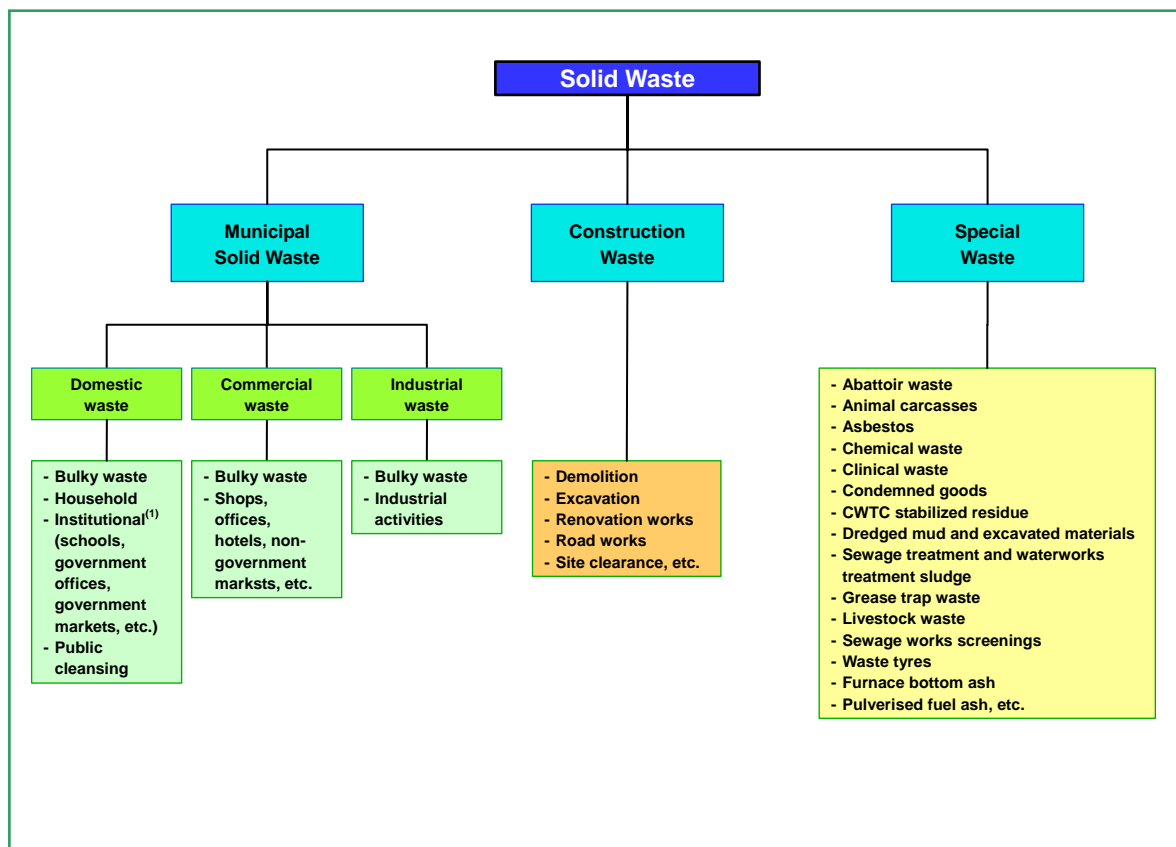 Solid Waste
Municipal
Solid Waste
Construction
Waste
Special
Waste
Domestic
waste
Commercial
waste
Industrial
waste
- Bulky waste
- Household
- Institutional(1)
(schools,
government
offices,
government
markets, etc.)
- Public
cleansing
- Bulky waste
- Shops,
offices,
hotels, non-
government
marksts, etc.
- Bulky waste
- Industrial
activities
- Demolition
- Excavation
- Renovation works
- Road works
- Site clearance, etc.
- Abattoir waste
- Animal carcasses
- Asbestos
- Chemical waste
- Clinical waste
- Condemned goods
- CWTC stabilized residue
- Dredged mud and excavated materials
- Sewage treatment and waterworks
treatment sludge
- Grease trap waste
- Livestock waste
- Sewage works screenings
- Waste tyres
- Furnace bottom ash
- Pulverised fuel ash, etc.